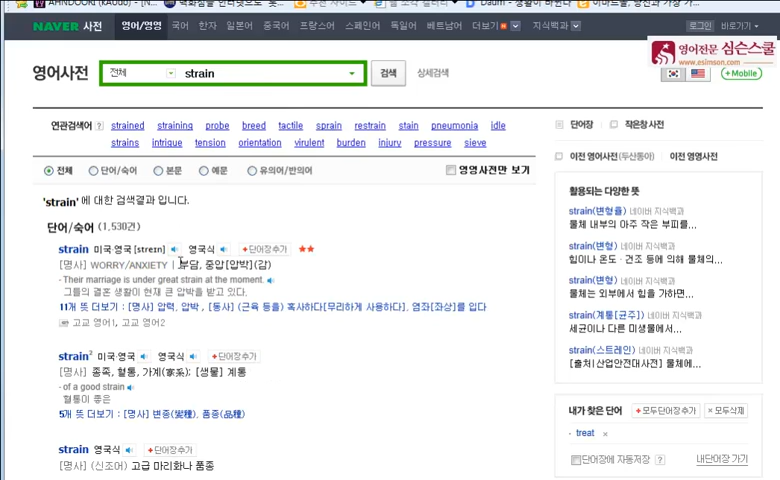 NAVER 사전 영어/영영 국어 한자 일본어 중국어 프랑스어 스페인어 독일어 베트남어 더보기 지식백과 로그인 바로가기
영어전문 심슨스쿨
www.esimson.com
영어사전 전체 strain 검색 상세검색 +Mobile
연관검색어 ? strained straining probe breed tactile sprain restrain stain pneumonia idle
strains intrigue tension orientation virulent burden injury pressure sieve
단어장 작은창 사전
이전 영어사전(두산동아) 이전 영영사전
전체 단어/숙어 본문 예문 유의어/반의어 영영사전만 보기
'strain' 에 대한 검색결과 입니다.
단어/숙어 (1,530건)
strain 미국·영국 [streɪn] 영국식 +단어장추가 ★★
[명사] WORRY/ANXIETY | 부담, 중압[압박](감)
- Their marriage is under great strain at the moment.
그들의 결혼 생활이 현재 큰 압박을 받고 있다.
11개 뜻 더보기 : [명사] 압력, 압박 , [동사] (근육 등을) 혹사하다[무리하게 사용하다], 염좌[좌상]를 입다
고교 영어1, 고교 영어2
strain² 미국·영국 영국식 +단어장추가
[명사] 종족, 혈통, 가계(家系); [생물] 계통
- of a good strain
혈통이 좋은
5개 뜻 더보기 : [명사] 변종(變種), 품종(品種)
strain 영국식 +단어장추가
[명사] (신조어) 고급 마리화나 품종
활용되는 다양한 뜻
strain(변형률) 네이버 지식백과
물체 내부의 아주 작은 부피를...
strain(변형) 네이버 지식백과
힘이나 온도 · 건조 등에 의해 물체의...
strain(변형) 네이버 지식백과
물체는 외부에서 힘을 가하면...
strain(계통[균주]) 네이버 지식백과
세균이나 다른 미생물에서...
strain(스트레인) 네이버 지식백과
[출처|산업안전대사전] 물체에...
내가 찾은 단어 +모두단어장추가 ×모두삭제
· treat ×
단어장에 자동저장 ? 내단어장 가기